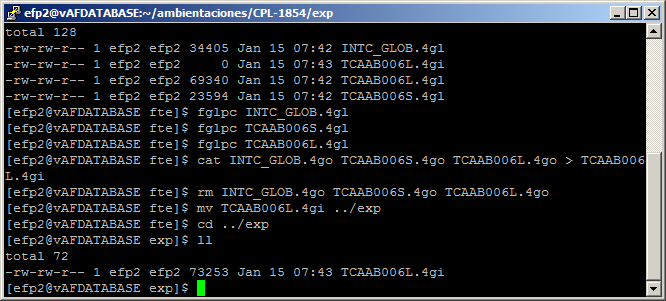 efp2@vAFDATABASE:~/ambientaciones/CPL-1854/exp
total 128
-rw-rw-r-- 1 efp2 efp2 34405 Jan 15 07:42 INTC_GLOB.4gl
-rw-rw-r-- 1 efp2 efp2     0 Jan 15 07:43 TCAAB006L.4gi
-rw-rw-r-- 1 efp2 efp2 69340 Jan 15 07:42 TCAAB006L.4gl
-rw-rw-r-- 1 efp2 efp2 23594 Jan 15 07:42 TCAAB006S.4gl
[efp2@vAFDATABASE fte]$ fglpc INTC_GLOB.4gl
[efp2@vAFDATABASE fte]$ fglpc TCAAB006S.4gl
[efp2@vAFDATABASE fte]$ fglpc TCAAB006L.4gl
[efp2@vAFDATABASE fte]$ cat INTC_GLOB.4go TCAAB006S.4go TCAAB006L.4go > TCAAB006
L.4gi
[efp2@vAFDATABASE fte]$ rm INTC_GLOB.4go TCAAB006S.4go TCAAB006L.4go
[efp2@vAFDATABASE fte]$ mv TCAAB006L.4gi ../exp
[efp2@vAFDATABASE fte]$ cd ../exp
[efp2@vAFDATABASE exp]$ ll
total 72
-rw-rw-r-- 1 efp2 efp2 73253 Jan 15 07:43 TCAAB006L.4gi
[efp2@vAFDATABASE exp]$